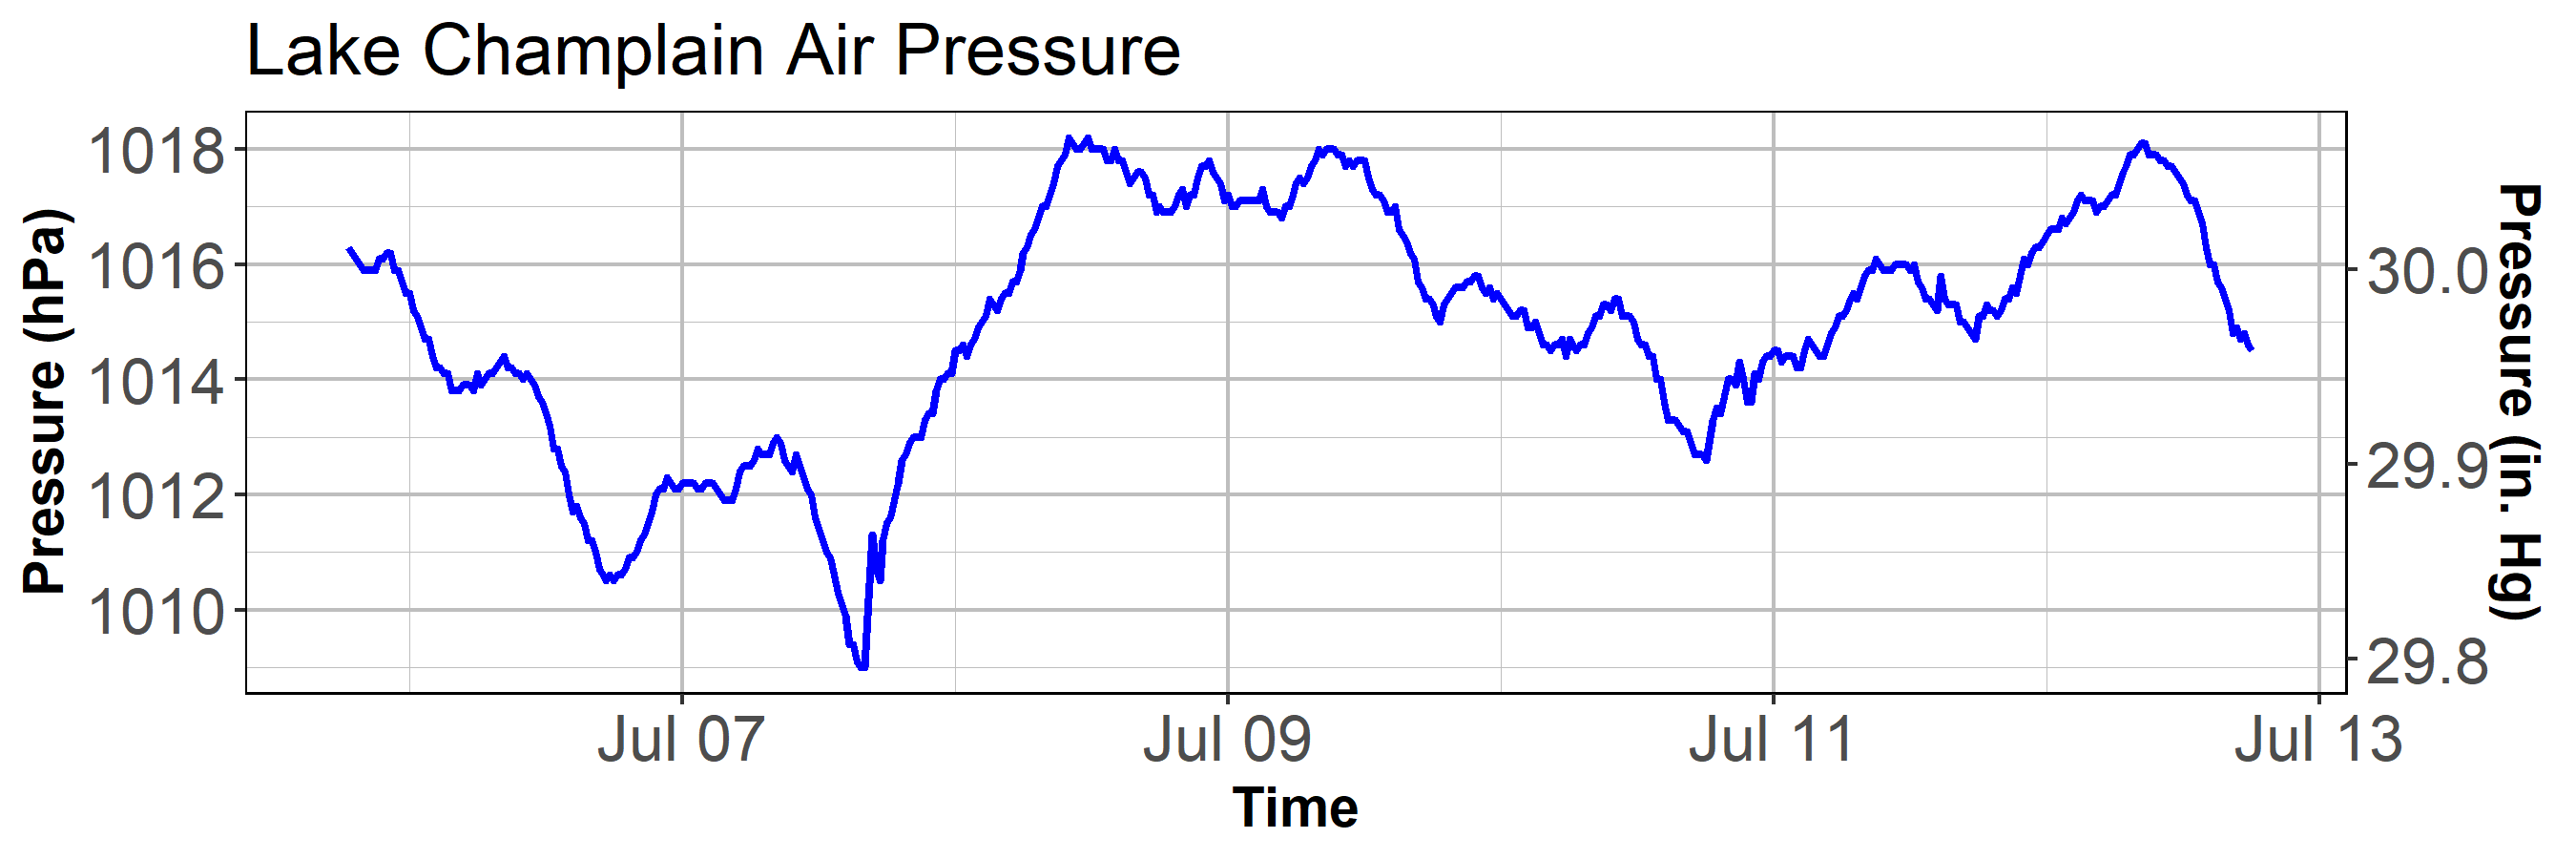 Lake Champlain Air Pressure
Pressure (hPa)
1018
1016
1014
1012
1010
30.0
29.9
29.8
Pressure (in. Hg)
Jul 07 Jul 09 Jul 11 Jul 13
Time